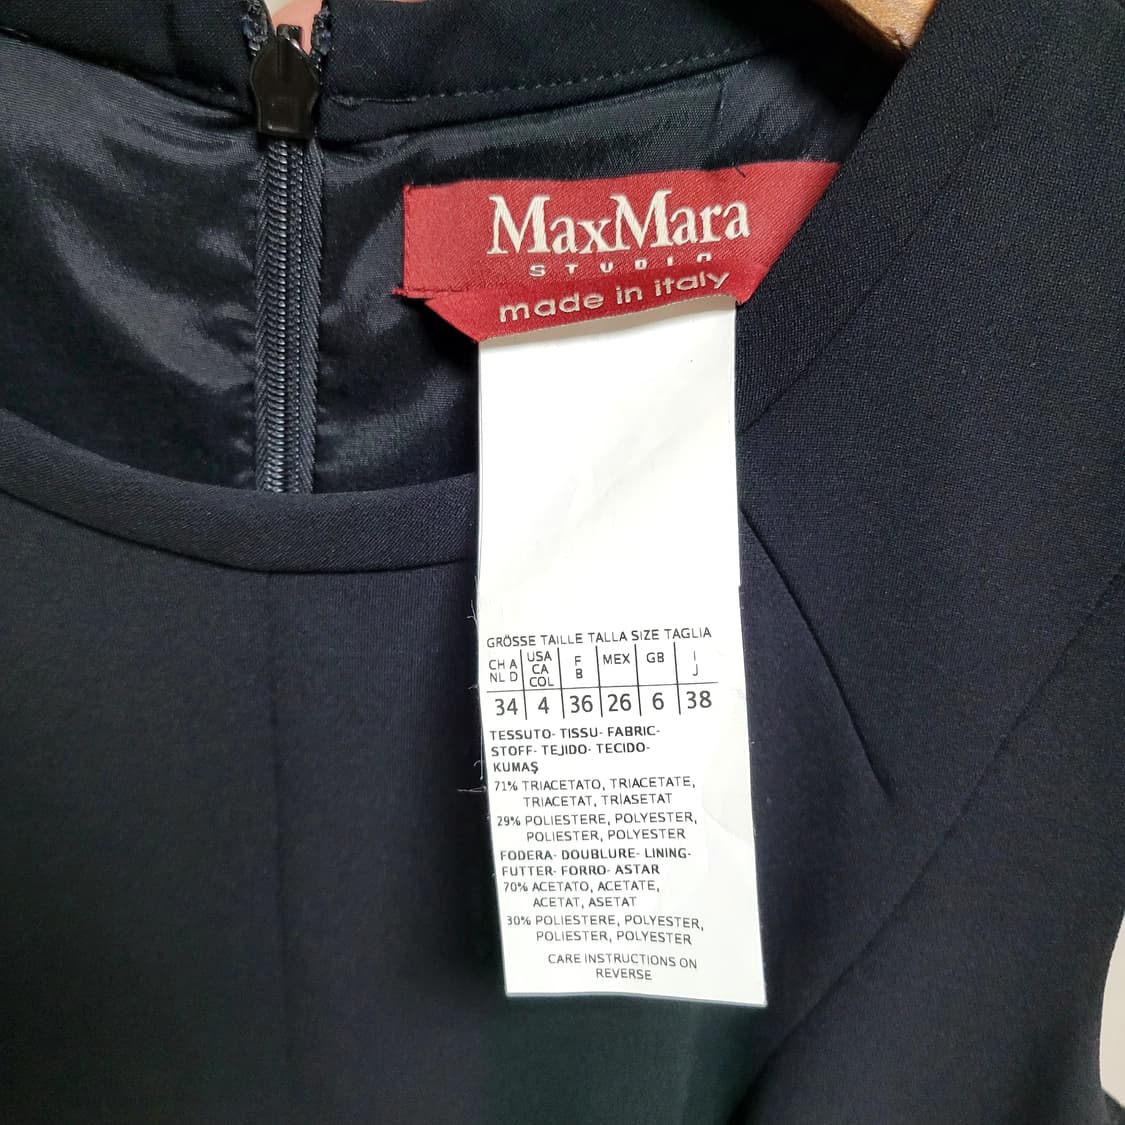 MaxMara
STUDIO
made in italy
GRÖSSE TAILLE TALLA SIZE TAGLIA
CH A NL D USA CA COL F B MEX GB I J
34 4 36 26 6 38
TESSUTO- TISSU- FABRIC-
STOFF- TEJIDO- TECIDO-
KUMAŞ
71% TRIACETATO, TRIACETATE,
TRIACETAT, TRİASETAT
29% POLIESTERE, POLYESTER,
POLIESTER, POLYESTER
FODERA- DOUBLURE- LINING-
FUTTER- FORRO- ASTAR
70% ACETATO, ACETATE,
ACETAT, ASETAT
30% POLIESTERE, POLYESTER,
POLIESTER, POLYESTER
CARE INSTRUCTIONS ON
REVERSE